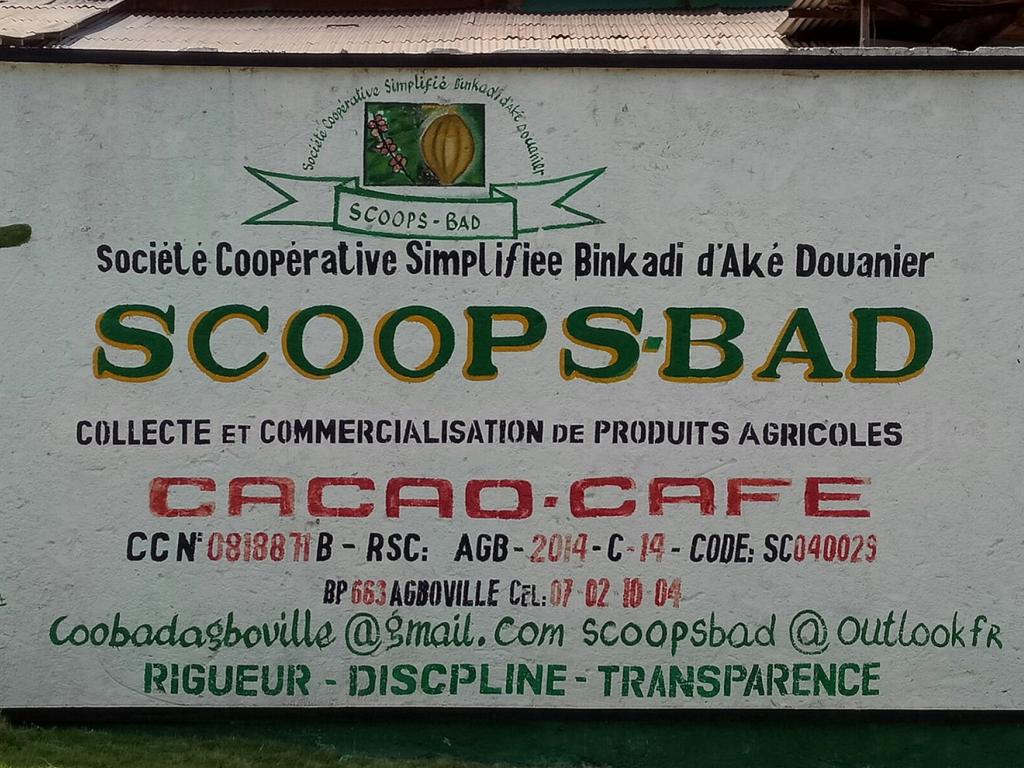 Société Coopérative Simplifié Binkadi d'Aké Douanier
SCOOPS-BAD
Société Coopérative Simplifiee Binkadi d'Aké Douanier
SCOOPS-BAD
COLLECTE ET COMMERCIALISATION DE PRODUITS AGRICOLES
CACAO-CAFE
CC N° 0818871 B - RSC: AGB-2014-C-14-CODE: SC040029
BP 663 AGBOVILLE CEL: 07 02 10 04
Coobadagboville@gmail.Com scoopsbad@outlookfR
RIGUEUR - DISCPLINE - TRANSPARENCE